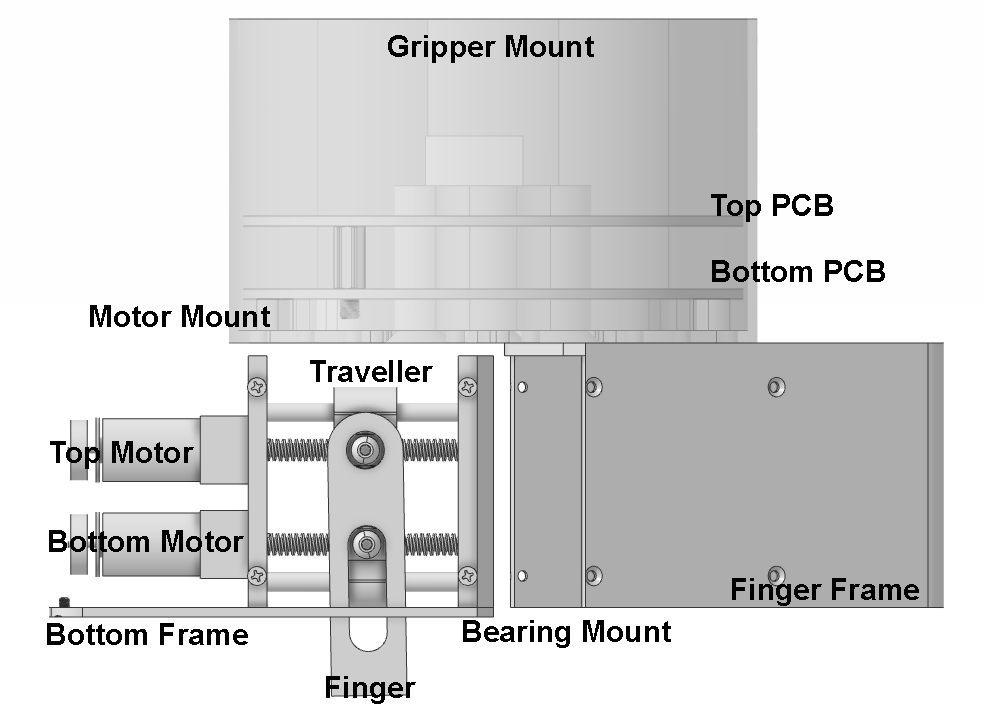 Gripper Mount
Top PCB
Bottom PCB
Motor Mount
Traveller
Top Motor
Bottom Motor
Finger Frame
Bottom Frame
Bearing Mount
Finger